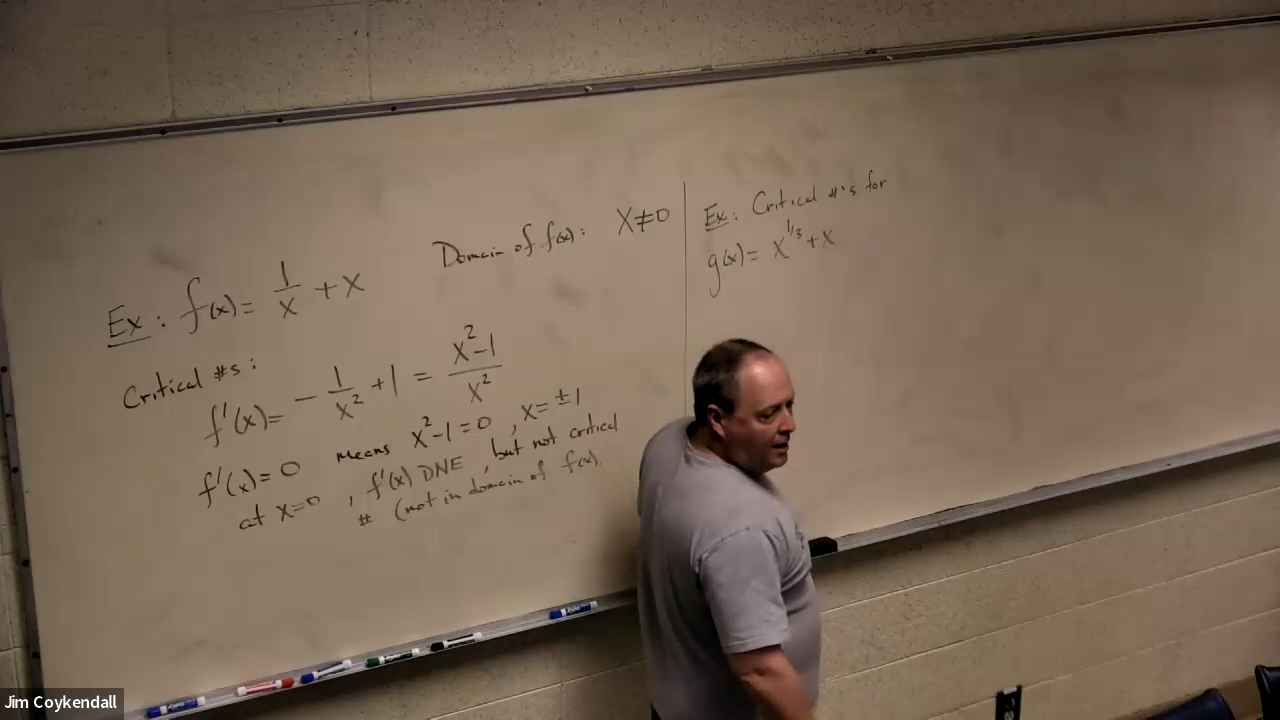 Domain of f(x): X≠0
Ex: f(x)= 1/x + x
Critical #s:
f'(x)= - 1/x² + 1 = x²-1/x²
f'(x)=0 means x²-1=0, x=±1
at x=0, f'(x) DNE, but not critical
# (not in domain of f(x).
Ex: Critical #'s for
g(x)= x^1/3 + x
Jim Coykendall